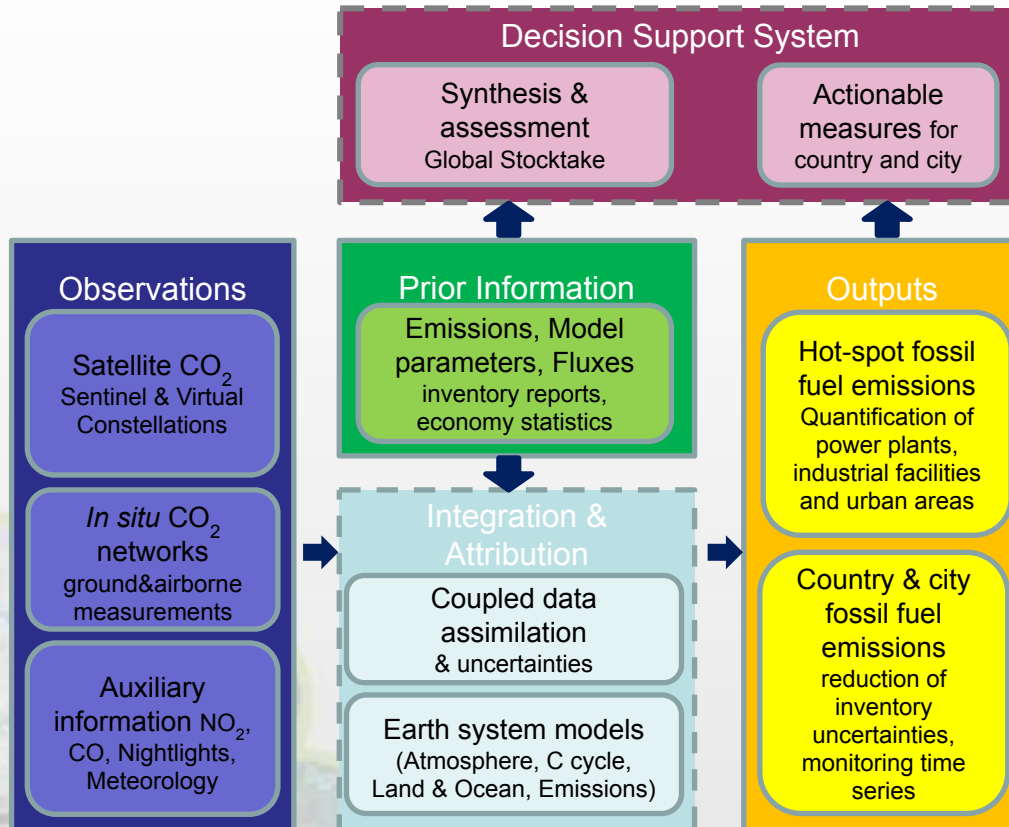 Decision Support System
Synthesis &
assessment
Global Stocktake
Actionable
measures for
country and city
Observations
Satellite CO₂
Sentinel & Virtual
Constellations
In situ CO₂
networks
ground&airborne
measurements
Auxiliary
information NO₂,
CO, Nightlights,
Meteorology
Prior Information
Emissions, Model
parameters, Fluxes
inventory reports,
economy statistics
Integration &
Attribution
Coupled data
assimilation
& uncertainties
Earth system models
(Atmosphere, C cycle,
Land & Ocean, Emissions)
Outputs
Hot-spot fossil
fuel emissions
Quantification of
power plants,
industrial facilities
and urban areas
Country & city
fossil fuel
emissions
reduction of
inventory
uncertainties,
monitoring time
series